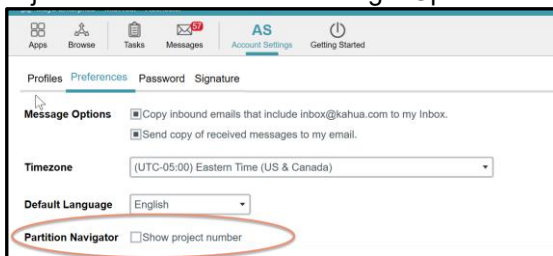 57 AS
Apps Browse Tasks Messages Account Settings Getting Started
Profiles Preferences Password Signature
Message Options Copy inbound emails that include inbox@kahua.com to my Inbox.
Send copy of received messages to my email.
Timezone (UTC-05:00) Eastern Time (US & Canada)
Default Language English
Partition Navigator Show project number